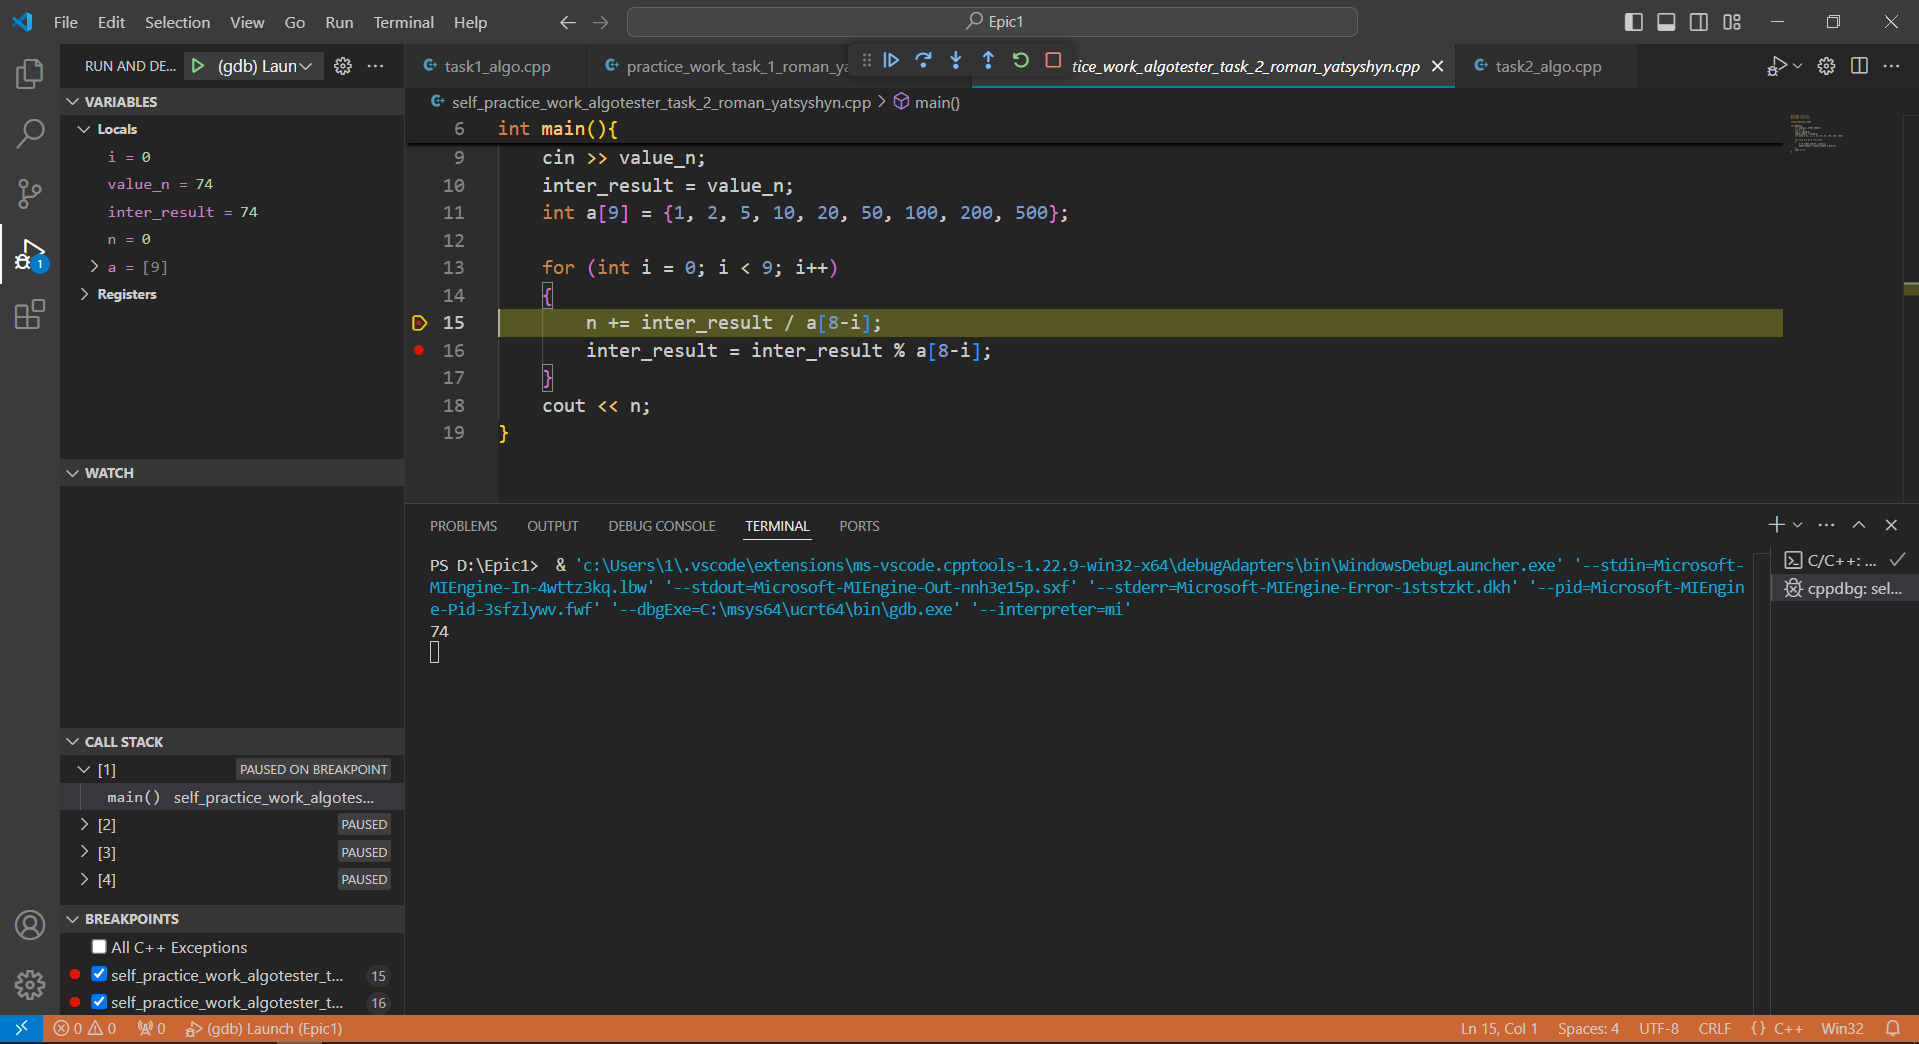 File Edit Selection View Go Run Terminal Help
Epic1
RUN AND DE... (gdb) Laun
task1_algo.cpp
practice_work_task_1_roman_ya
tice_work_algotester_task_2_roman_yatsyshyn.cpp
task2_algo.cpp
self_practice_work_algotester_task_2_roman_yatsyshyn.cpp > main()
VARIABLES
Locals
i = 0
value_n = 74
inter_result = 74
n = 0
a = [9]
Registers
6 int main(){
9 cin >> value_n;
10 inter_result = value_n;
11 int a[9] = {1, 2, 5, 10, 20, 50, 100, 200, 500};
12
13 for (int i = 0; i < 9; i++)
14 {
15 n += inter_result / a[8-i];
16 inter_result = inter_result % a[8-i];
17 }
18 cout << n;
19 }
WATCH
CALL STACK
[1] PAUSED ON BREAKPOINT
main() self_practice_work_algotes...
[2] PAUSED
[3] PAUSED
[4] PAUSED
BREAKPOINTS
All C++ Exceptions
self_practice_work_algotester_t... 15
self_practice_work_algotester_t... 16
PROBLEMS OUTPUT DEBUG CONSOLE TERMINAL PORTS
PS D:\Epic1>  & 'c:\Users\1\.vscode\extensions\ms-vscode.cpptools-1.22.9-win32-x64\debugAdapters\bin\WindowsDebugLauncher.exe' '--stdin=Microsoft-
MIEngine-In-4wttz3kq.lbw' '--stdout=Microsoft-MIEngine-Out-nnh3e15p.sxf' '--stderr=Microsoft-MIEngine-Error-1ststzkt.dkh' '--pid=Microsoft-MIEngin
e-Pid-3sfzlywv.fwf' '--dbgExe=C:\msys64\ucrt64\bin\gdb.exe' '--interpreter=mi'
74
C/C++: ...
cppdbg: sel...
1
0 0 0 (gdb) Launch (Epic1)
Ln 15, Col 1 Spaces: 4 UTF-8 CRLF {} C++ Win32